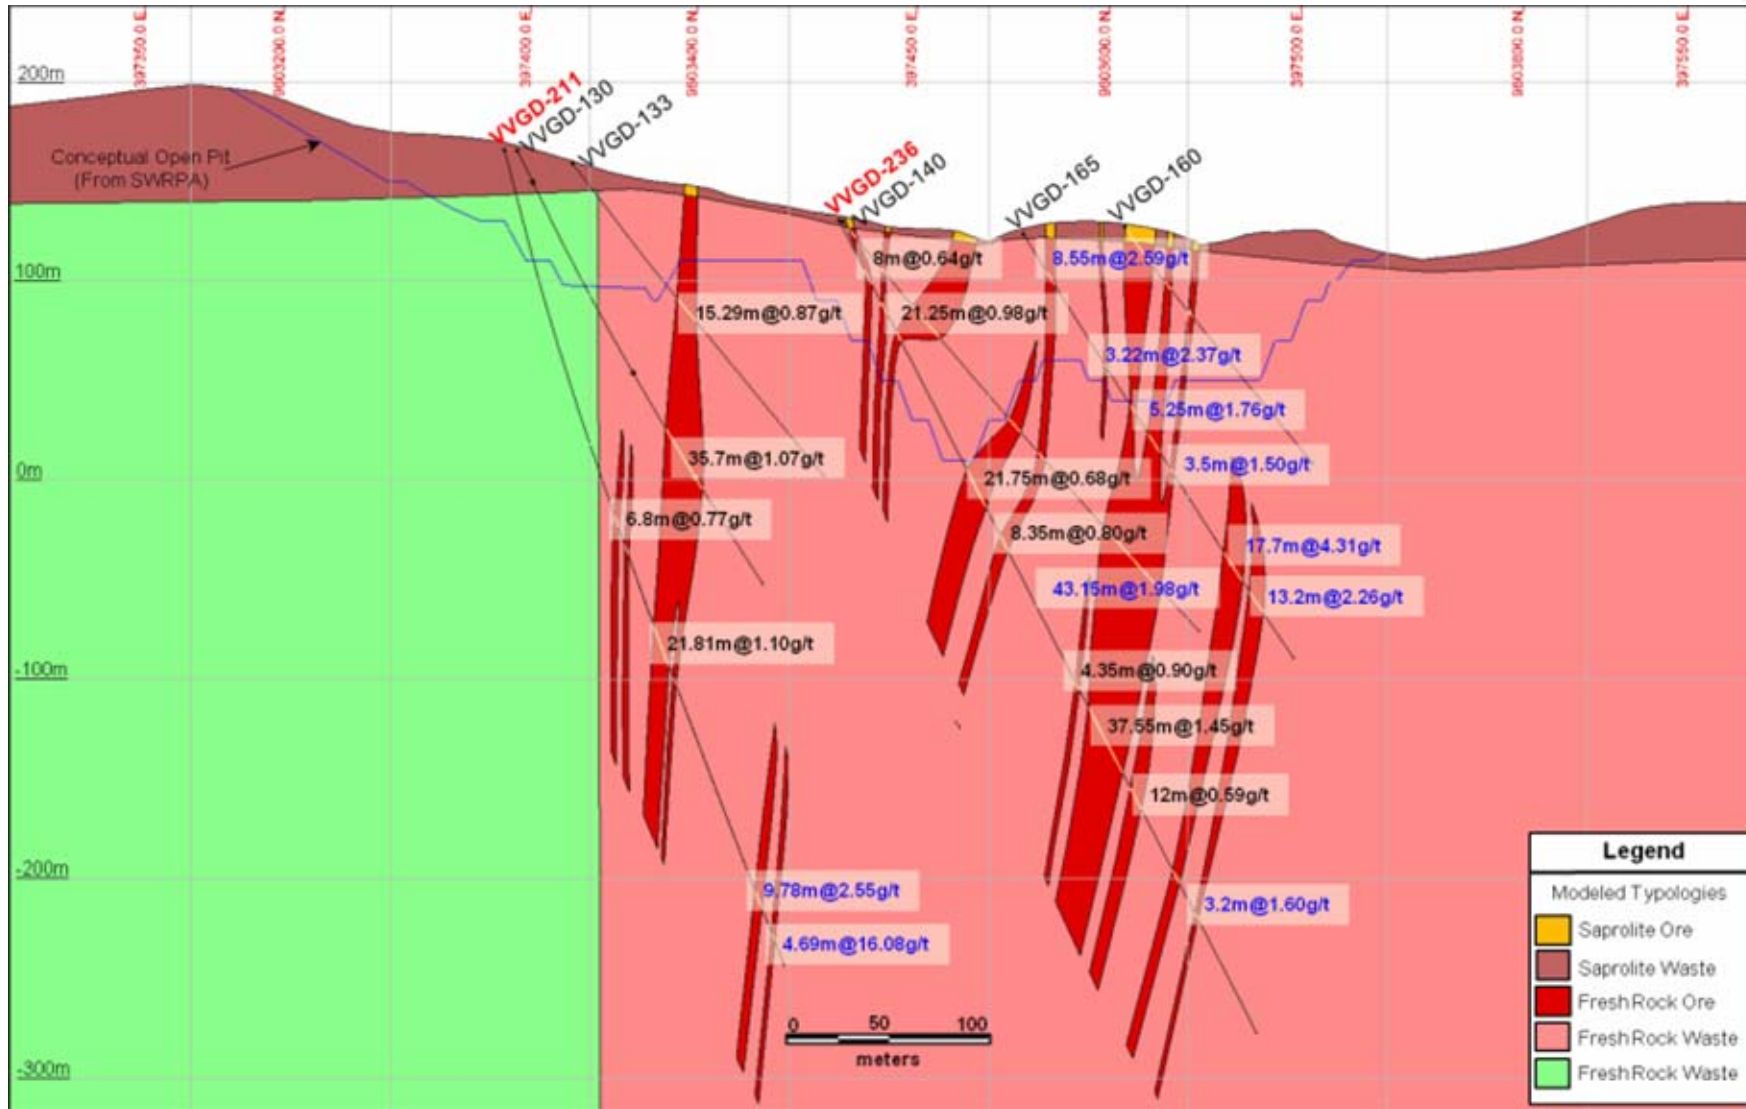 397350.0 E
9603200.0 N
397400.0 E
9603400.0 N
397450.0 E
9603600.0 N
397500.0 E
9603800.0 N
397550.0 E
200m
VVGD-211
VVGD-130
VVGD-133
Conceptual Open Pit
(From SWRPA)
VVGD-236
VVGD-140
VVGD-165
VVGD-160
8m@0.64g/t
8.55m@2.59g/t
100m
15.29m@0.87g/t
21.25m@0.98g/t
3.22m@2.37g/t
5.25m@1.76g/t
35.7m@1.07g/t
3.5m@1.50g/t
0m
21.75m@0.68g/t
6.8m@0.77g/t
8.35m@0.80g/t
17.7m@4.31g/t
43.15m@1.98g/t
13.2m@2.26g/t
21.81m@1.10g/t
-100m
4.35m@0.90g/t
37.55m@1.45g/t
12m@0.59g/t
-200m
9.78m@2.55g/t
3.2m@1.60g/t
4.69m@16.08g/t
0 50 100
meters
-300m
Legend
Modeled Typologies
Saprolite Ore
Saprolite Waste
Fresh Rock Ore
Fresh Rock Waste
Fresh Rock Waste